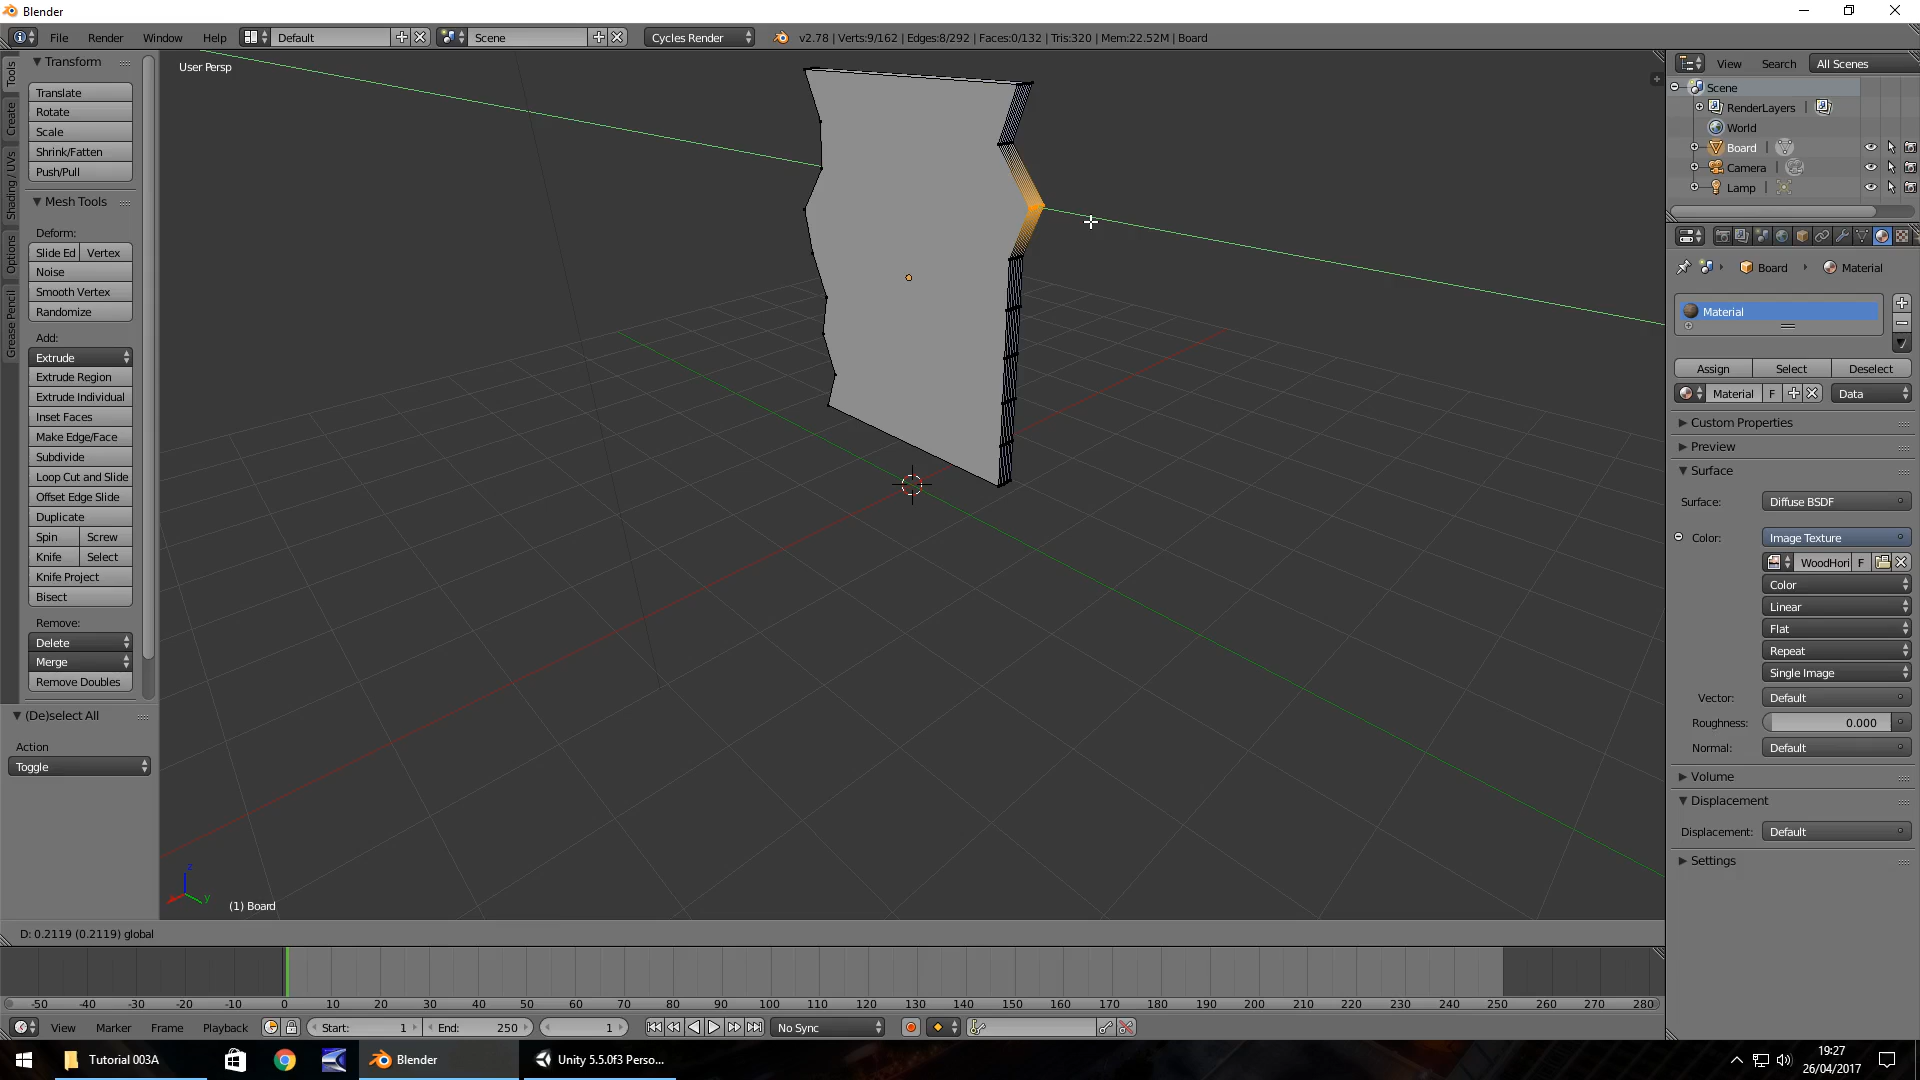 Blender
File Render Window Help Default Scene Cycles Render v2.78 | Verts:9/162 | Edges:8/292 | Faces:0/132 | Tris:320 | Mem:22.52M | Board
Tools
Create
Shading / UVs
Options
Grease Pencil
Transform
Translate
Rotate
Scale
Shrink/Fatten
Push/Pull
Mesh Tools
Deform:
Slide Ed Vertex
Noise
Smooth Vertex
Randomize
Add:
Extrude
Extrude Region
Extrude Individual
Inset Faces
Make Edge/Face
Subdivide
Loop Cut and Slide
Offset Edge Slide
Duplicate
Spin Screw
Knife Select
Knife Project
Bisect
Remove:
Delete
Merge
Remove Doubles
(De)select All
Action
Toggle
User Persp
z
x y
(1) Board
D: 0.2119 (0.2119) global
View Search All Scenes
Scene
RenderLayers |
World
Board |
Camera |
Lamp |
Board Material
Material
Assign Select Deselect
Material F Data
Custom Properties
Preview
Surface
Surface: Diffuse BSDF
Color: Image Texture
WoodHori F
Color
Linear
Flat
Repeat
Single Image
Vector: Default
Roughness: 0.000
Normal: Default
Volume
Displacement
Displacement: Default
Settings
-50 -40 -30 -20 -10 0 10 20 30 40 50 60 70 80 90 100 110 120 130 140 150 160 170 180 190 200 210 220 230 240 250 260 270 280
View Marker Frame Playback Start: 1 End: 250 1 No Sync
Tutorial 003A Blender Unity 5.5.0f3 Perso...
19:27
26/04/2017